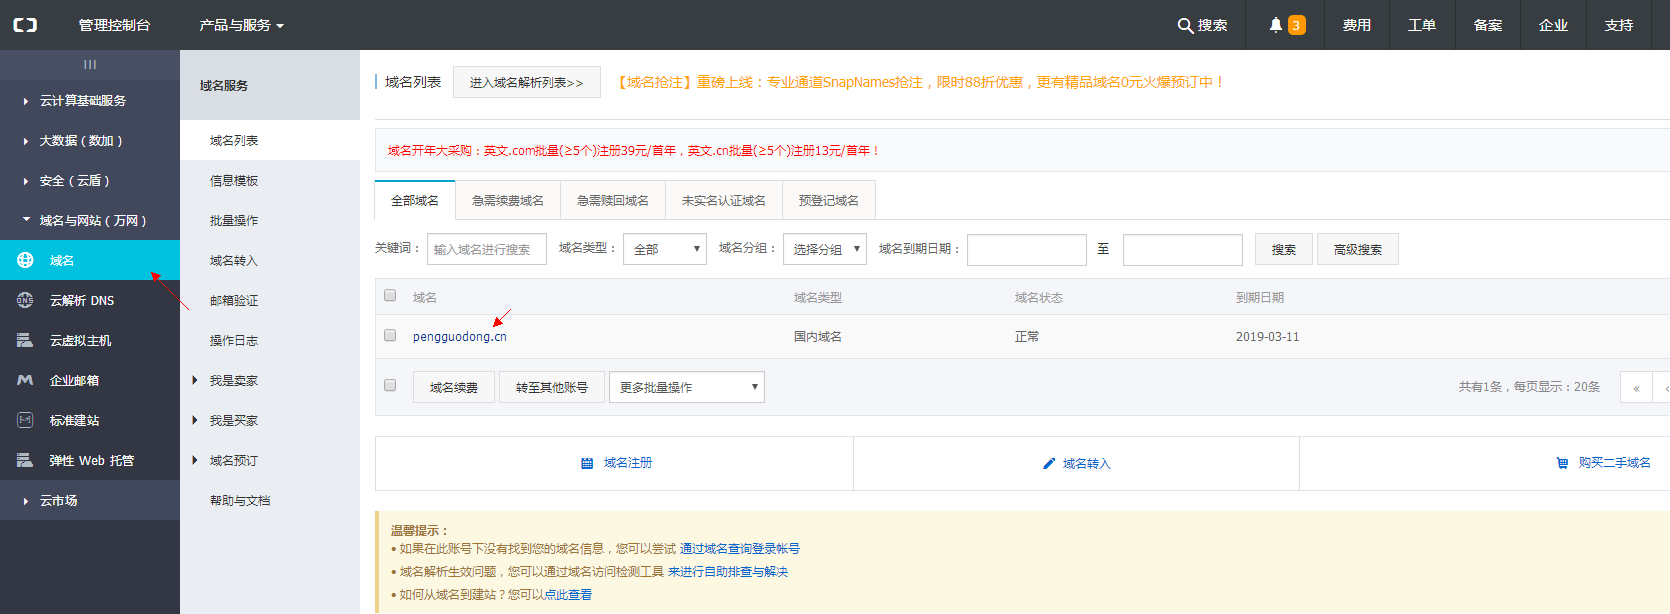 管理控制台 产品与服务 搜索 3 费用 工单 备案 企业 支持
云计算基础服务
大数据 ( 数加 )
安全 ( 云盾 )
域名与网站 ( 万网 )
域名
云解析 DNS
云虚拟主机
企业邮箱
标准建站
弹性 Web 托管
云市场
域名服务
域名列表
信息模板
批量操作
域名转入
邮箱验证
操作日志
我是卖家
我是买家
域名预订
帮助与文档
域名列表 进入域名解析列表>> 【域名抢注】重磅上线：专业通道SnapNames抢注，限时88折优惠，更有精品域名0元火爆预订中！
域名开年大采购：英文.com批量(≥5个)注册39元/首年，英文.cn批量(≥5个)注册13元/首年！
全部域名 急需续费域名 急需赎回域名 未实名认证域名 预登记域名
关键词： 输入域名进行搜索 域名类型： 全部 域名分组： 选择分组 域名到期日期： 至 搜索 高级搜索
域名 域名类型 域名状态 到期日期
pengguodong.cn 国内域名 正常 2019-03-11
域名续费 转至其他账号 更多批量操作 共有1条，每页显示：20条 « ‹
域名注册 域名转入 购买二手域名
温馨提示：
• 如果在此账号下没有找到您的域名信息，您可以尝试 通过域名查询登录帐号
• 域名解析生效问题，您可以通过域名访问检测工具 来进行自助排查与解决
• 如何从域名到建站？您可以点此查看